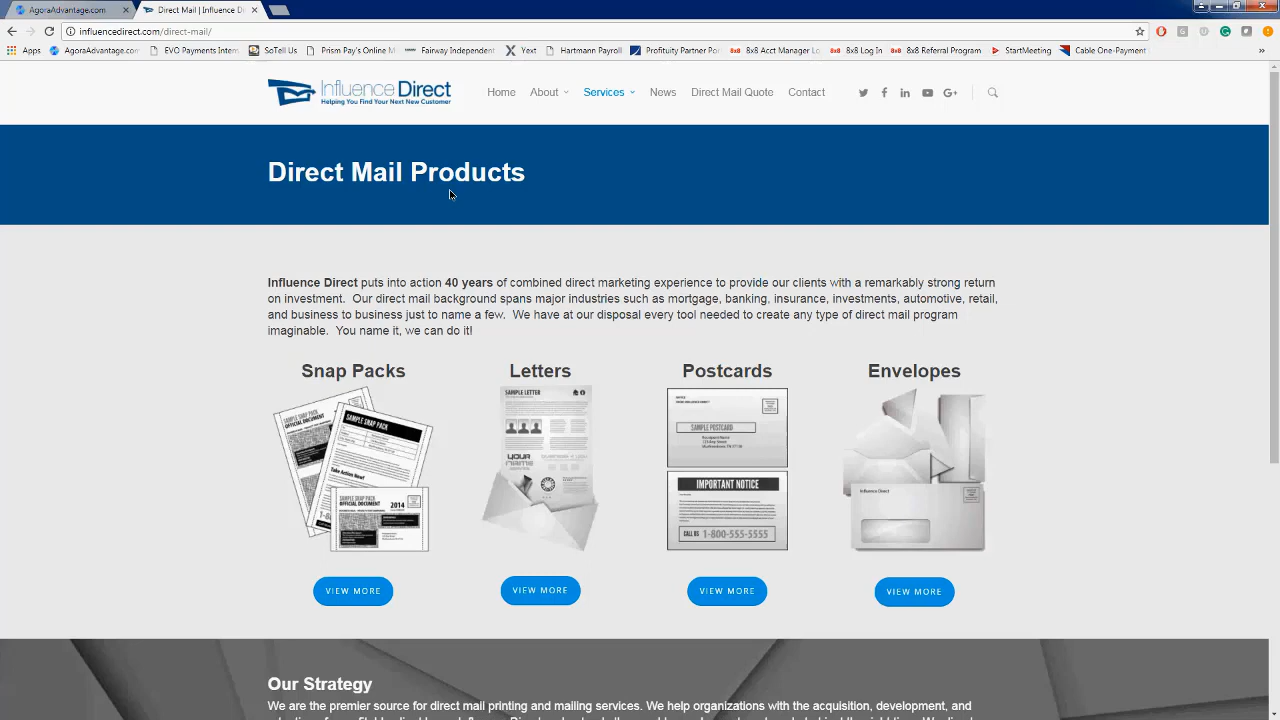 AgoraAdvantage.com
Direct Mail | Influence D
influencedirect.com/direct-mail/
Apps AgoraAdvantage.com EVO Payments Intern SoTell Us Prism Pay's Online M Fairway Independent Yext Hartmann Payroll Profituity Partner Por 8x8 Acct Manager Lo 8x8 Log In 8x8 Referral Program StartMeeting Cable One-Payment »
Influence Direct
Helping You Find Your Next New Customer
Home About Services News Direct Mail Quote Contact
Direct Mail Products
Influence Direct puts into action 40 years of combined direct marketing experience to provide our clients with a remarkably strong return
on investment. Our direct mail background spans major industries such as mortgage, banking, insurance, investments, automotive, retail,
and business to business just to name a few. We have at our disposal every tool needed to create any type of direct mail program
imaginable. You name it, we can do it!
Snap Packs Letters Postcards Envelopes
SAMPLE SNAP PACK
OFFICIAL DOCUMENT
SAMPLE SNAP PACK
Take Action Now!
SAMPLE SNAP PACK
OFFICIAL DOCUMENT
2014
SAMPLE LETTER
YOUR
NAME
SAMPLE POSTCARD
IMPORTANT NOTICE
CALL US 1-800-555-5555
Influence Direct
VIEW MORE VIEW MORE VIEW MORE VIEW MORE
Our Strategy
We are the premier source for direct mail printing and mailing services. We help organizations with the acquisition, development, and